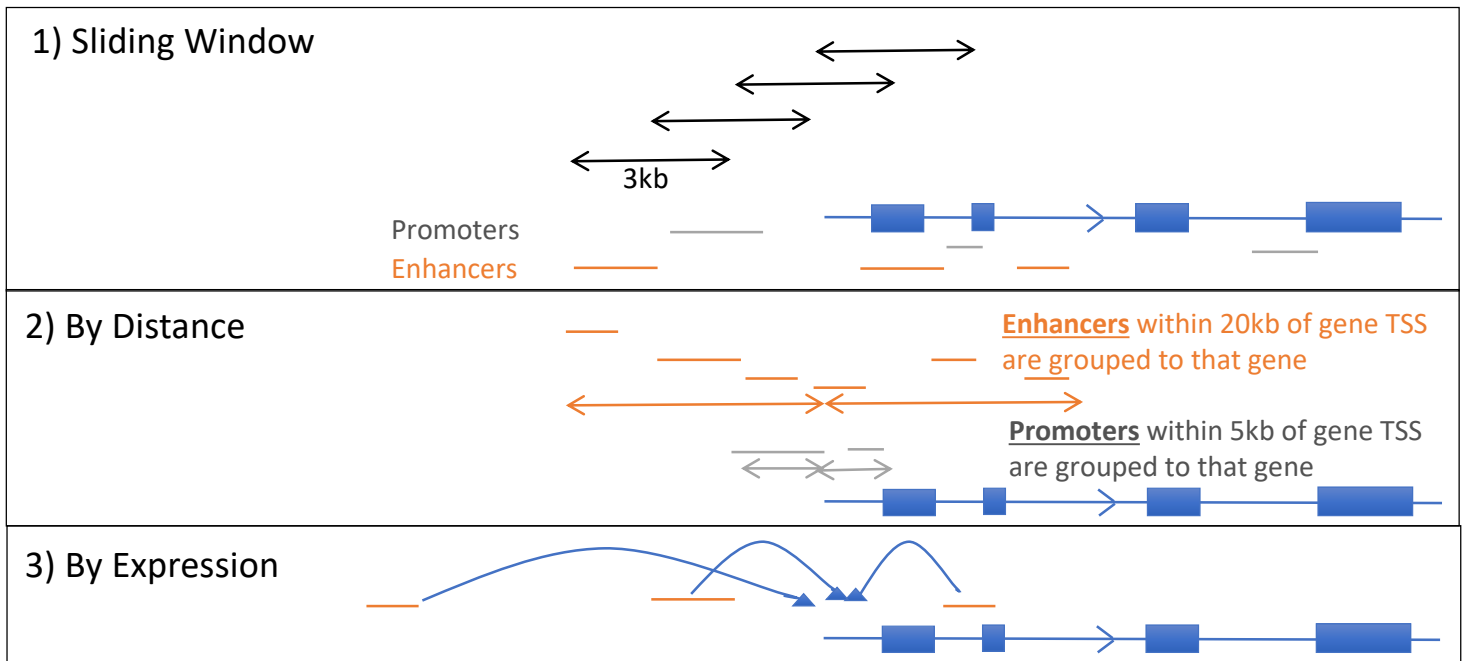 1) Sliding Window
3kb
Promoters
Enhancers
2) By Distance
Enhancers within 20kb of gene TSS
are grouped to that gene
Promoters within 5kb of gene TSS
are grouped to that gene
3) By Expression